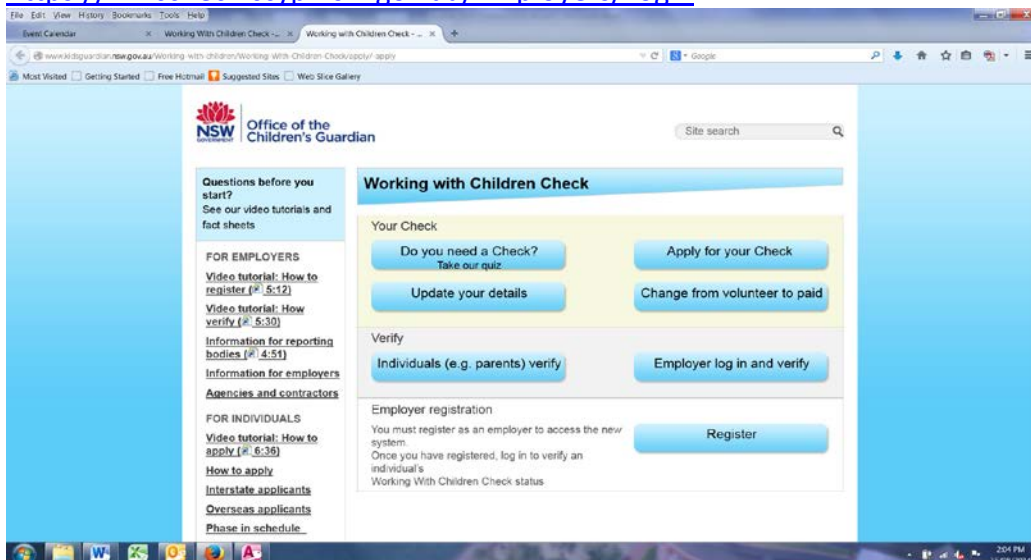 File Edit View History Bookmarks Tools Help
Event Calendar
Working With Children Check -...
Working with Children Check - ...
www.kidsguardian.nsw.gov.au/Working-with-children/Working-With-Children-Check/apply/apply
Google
Most Visited Getting Started Free Hotmail Suggested Sites Web Slice Gallery
NSW
GOVERNMENT
Office of the
Children's Guardian
Site search
Questions before you
start?
See our video tutorials and
fact sheets
FOR EMPLOYERS
Video tutorial: How to
register ( 5:12)
Video tutorial: How
verify ( 5:30)
Information for reporting
bodies ( 4:51)
Information for employers
Agencies and contractors
FOR INDIVIDUALS
Video tutorial: How to
apply ( 6:36)
How to apply
Interstate applicants
Overseas applicants
Phase in schedule
Working with Children Check
Your Check
Do you need a Check?
Take our quiz
Apply for your Check
Update your details
Change from volunteer to paid
Verify
Individuals (e.g. parents) verify
Employer log in and verify
Employer registration
You must register as an employer to access the new
system.
Once you have registered, log in to verify an
individual's
Working With Children Check status
Register
2:04 PM